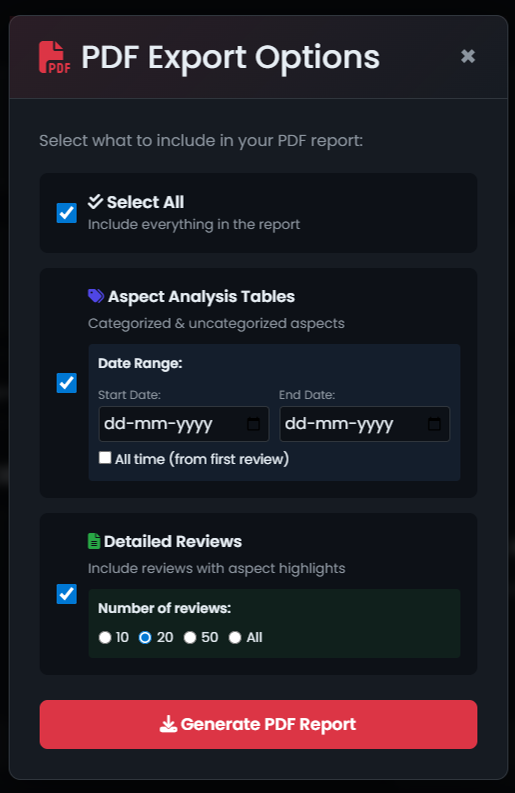 PDF
PDF Export Options
Select what to include in your PDF report:
Select All
Include everything in the report
Aspect Analysis Tables
Categorized & uncategorized aspects
Date Range:
Start Date: End Date:
dd-mm-yyyy dd-mm-yyyy
All time (from first review)
Detailed Reviews
Include reviews with aspect highlights
Number of reviews:
10 20 50 All
Generate PDF Report